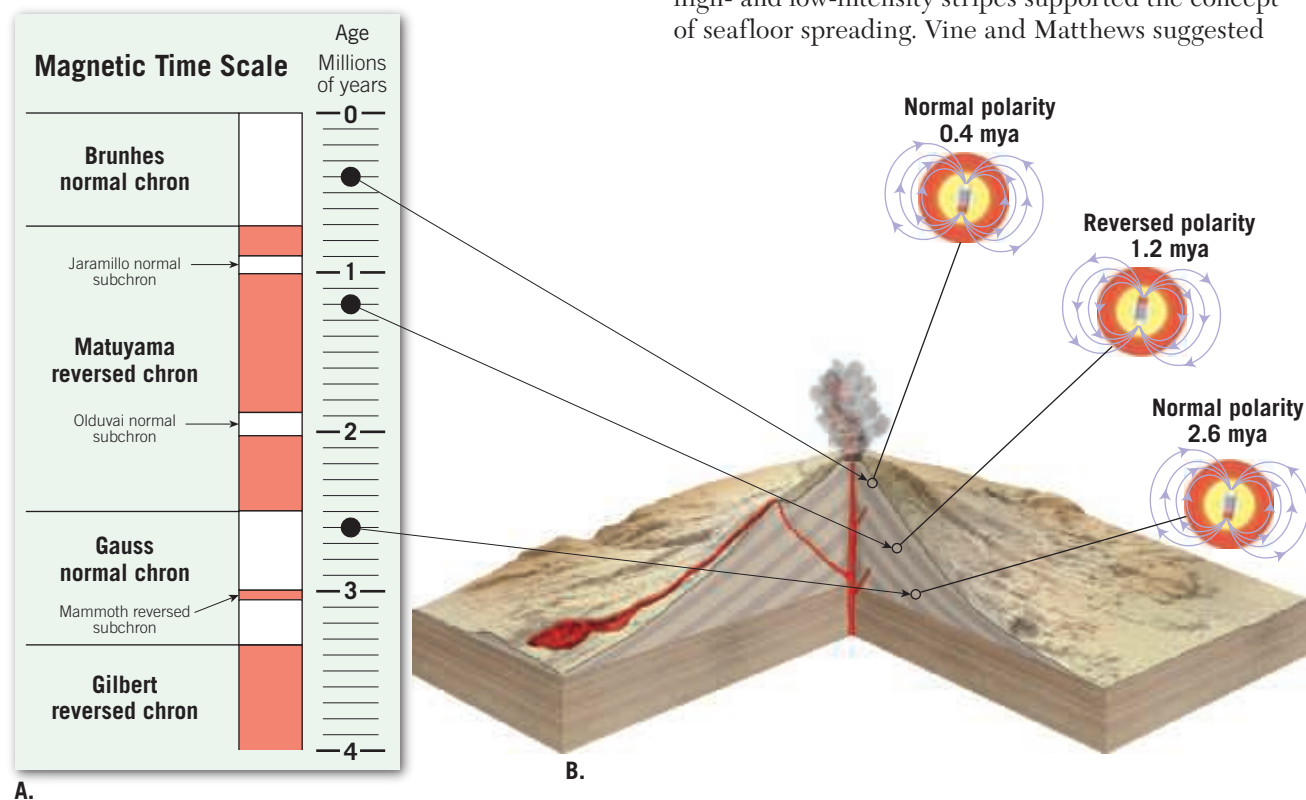 high- and low-intensity stripes supported the concept
of seafloor spreading. Vine and Matthews suggested
Magnetic Time Scale
Age
Millions
of years
Brunhes
normal chron
Jaramillo normal
subchron
Matuyama
reversed chron
Olduvai normal
subchron
Gauss
normal chron
Mammoth reversed
subchron
Gilbert
reversed chron
0
1
2
3
4
A.
Normal polarity
0.4 mya
Reversed polarity
1.2 mya
Normal polarity
2.6 mya
B.